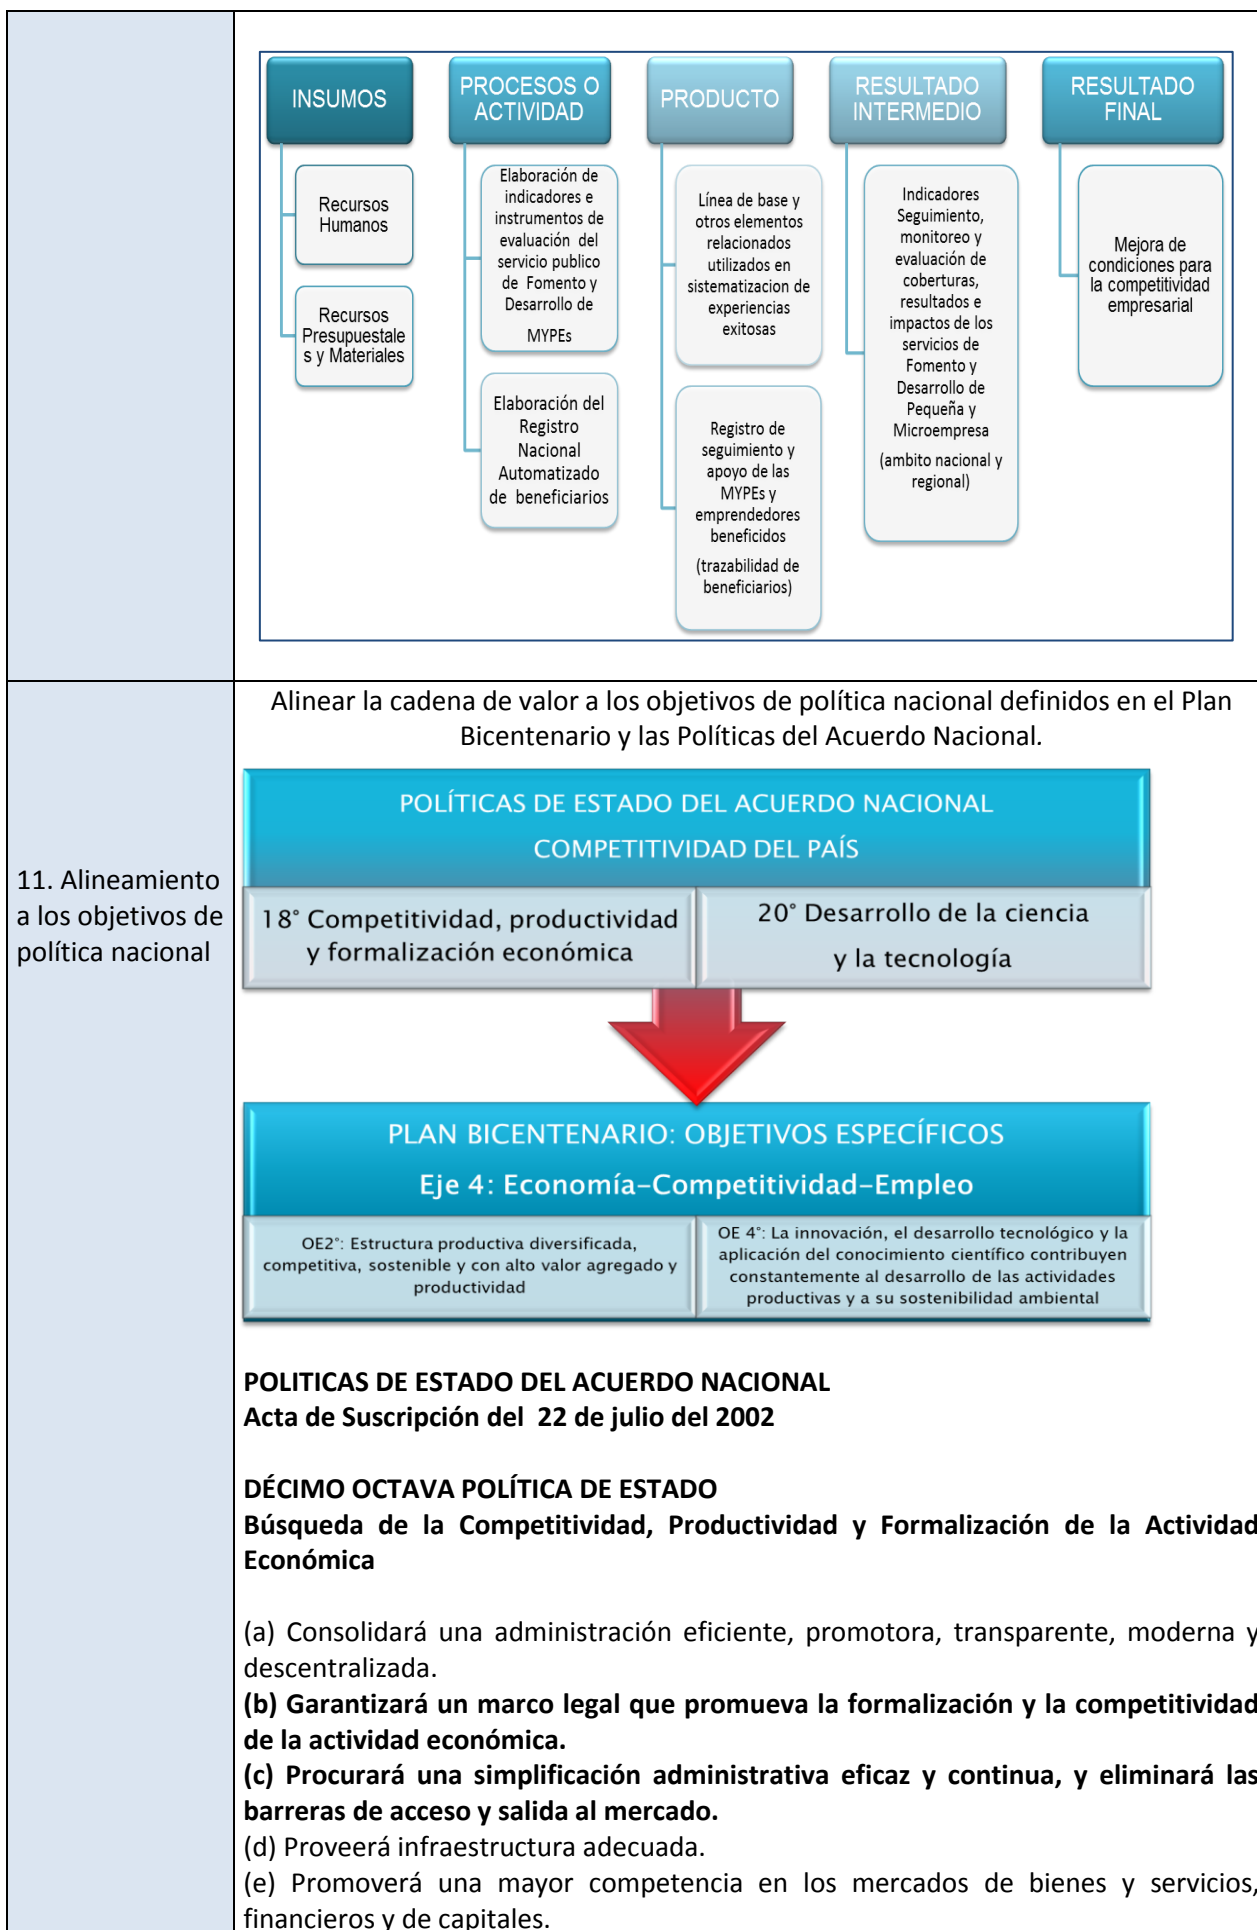 INSUMOS
Recursos
Humanos
Recursos
Presupuestale
s y Materiales
PROCESOS O
ACTIVIDAD
Elaboración de
indicadores e
instrumentos de
evaluación del
servicio publico
de Fomento y
Desarrollo de
MYPEs
Elaboración del
Registro
Nacional
Automatizado
de beneficiarios
PRODUCTO
Línea de base y
otros elementos
relacionados
utilizados en
sistematizacion de
experiencias
exitosas
Registro de
seguimiento y
apoyo de las
MYPEs y
emprendedores
beneficidos
(trazabilidad de
beneficiarios)
RESULTADO
INTERMEDIO
Indicadores
Seguimiento,
monitoreo y
evaluación de
coberturas,
resultados e
impactos de los
servicios de
Fomento y
Desarrollo de
Pequeña y
Microempresa
(ambito nacional y
regional)
RESULTADO
FINAL
Mejora de
condiciones para
la competitividad
empresarial
11. Alineamiento
a los objetivos de
política nacional
Alinear la cadena de valor a los objetivos de política nacional definidos en el Plan
Bicentenario y las Políticas del Acuerdo Nacional.
POLÍTICAS DE ESTADO DEL ACUERDO NACIONAL
COMPETITIVIDAD DEL PAÍS
18° Competitividad, productividad
y formalización económica
20° Desarrollo de la ciencia
y la tecnología
PLAN BICENTENARIO: OBJETIVOS ESPECÍFICOS
Eje 4: Economía–Competitividad–Empleo
OE2°: Estructura productiva diversificada,
competitiva, sostenible y con alto valor agregado y
productividad
OE 4°: La innovación, el desarrollo tecnológico y la
aplicación del conocimiento científico contribuyen
constantemente al desarrollo de las actividades
productivas y a su sostenibilidad ambiental
POLITICAS DE ESTADO DEL ACUERDO NACIONAL
Acta de Suscripción del 22 de julio del 2002
DÉCIMO OCTAVA POLÍTICA DE ESTADO
Búsqueda de la Competitividad, Productividad y Formalización de la Actividad
Económica
(a) Consolidará una administración eficiente, promotora, transparente, moderna y
descentralizada.
(b) Garantizará un marco legal que promueva la formalización y la competitividad
de la actividad económica.
(c) Procurará una simplificación administrativa eficaz y continua, y eliminará las
barreras de acceso y salida al mercado.
(d) Proveerá infraestructura adecuada.
(e) Promoverá una mayor competencia en los mercados de bienes y servicios,
financieros y de capitales.